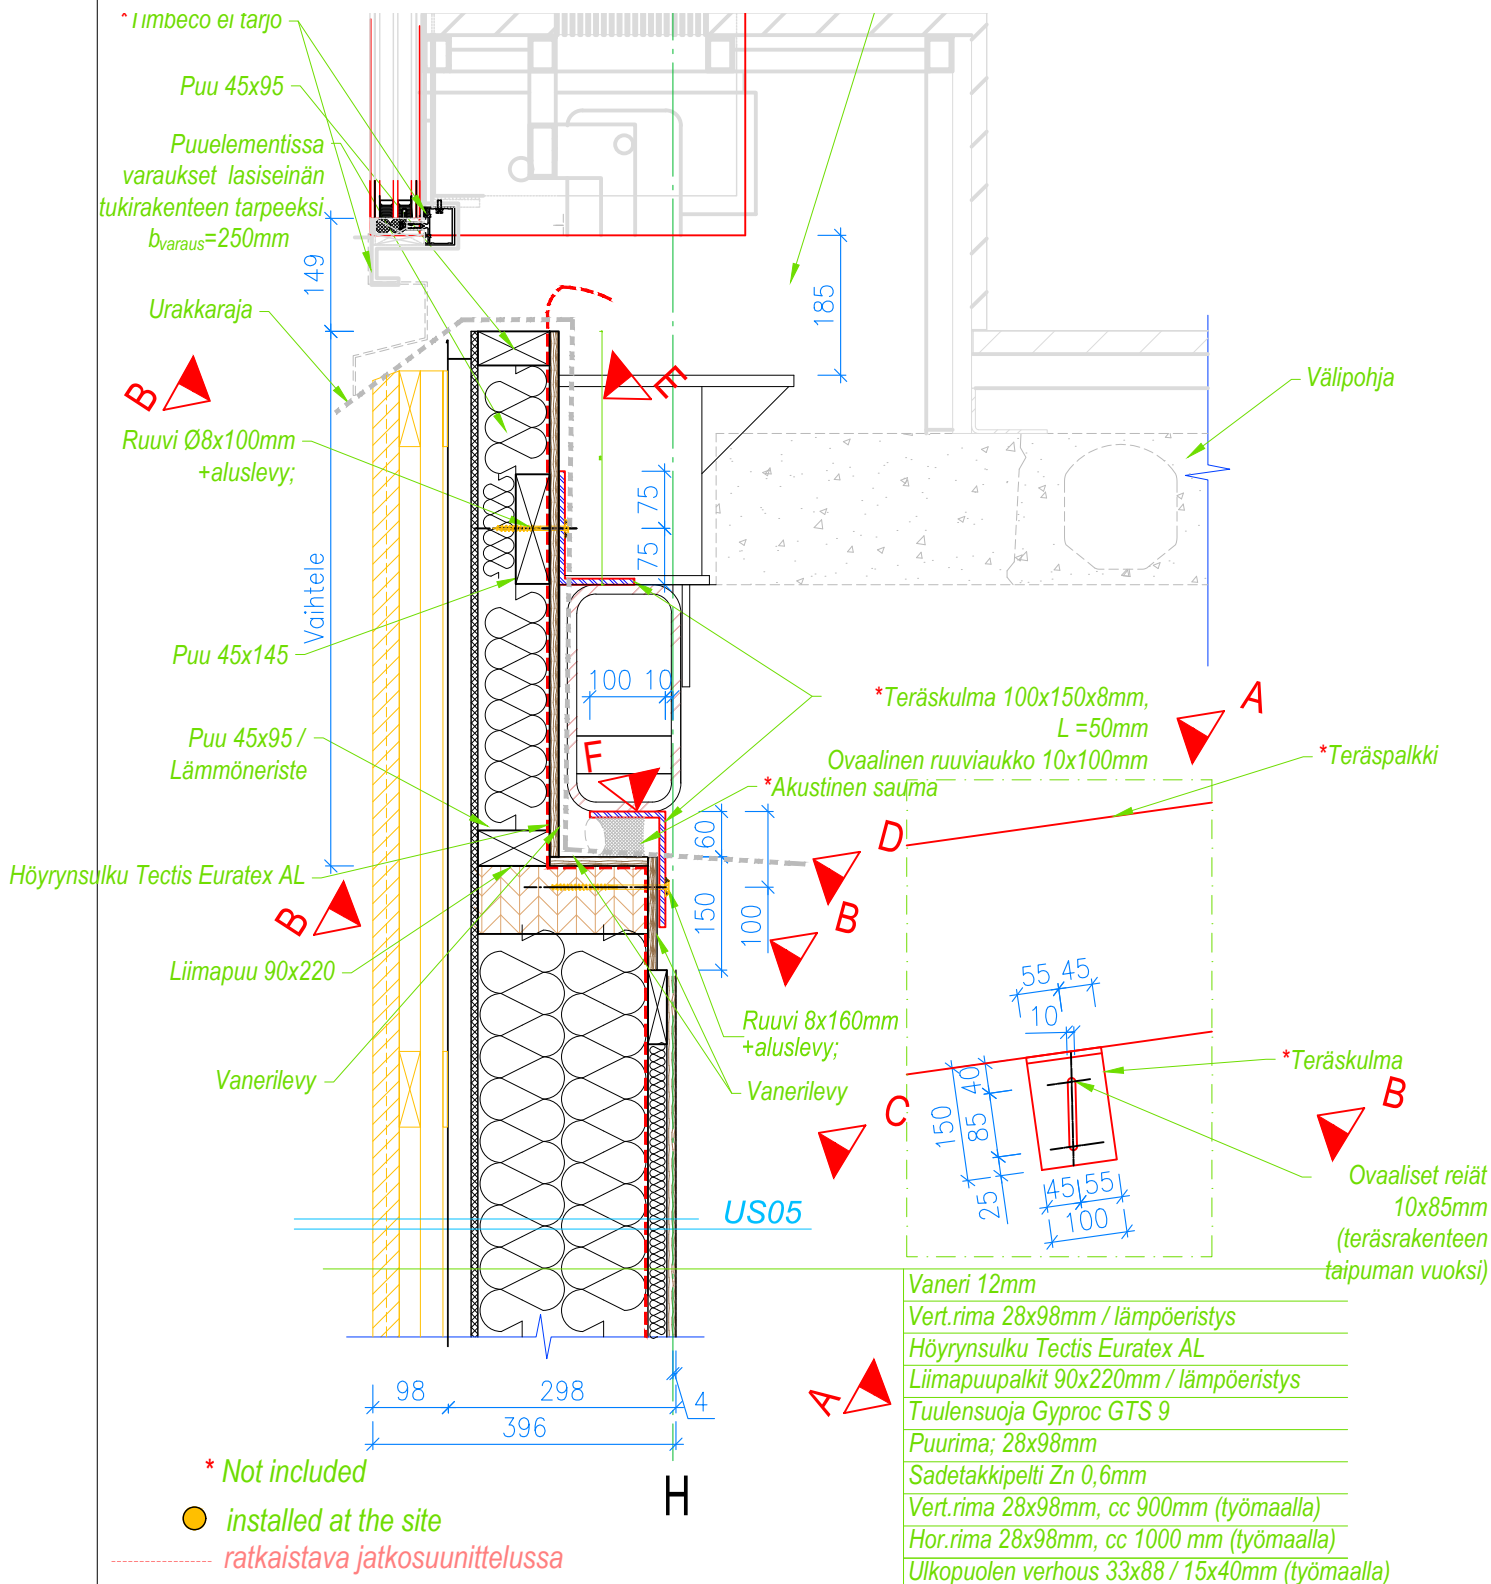 *Timbeco ei tarjo
Puu 45x95
Puuelementissa
varaukset lasiseinän
tukirakenteen tarpeeksi
bvaraus=250mm
149
185
Urakkaraja
B
E
Välipohja
Ruuvi Ø8x100mm
+aluslevy;
75
75
Vaihtele
Puu 45x145
100 10
*Teräskulma 100x150x8mm,
L =50mm
Ovaalinen ruuviaukko 10x100mm
A
Puu 45x95 /
Lämmöneriste
F
*Akustinen sauma
*Teräspalkki
60
D
Höyrynsulku Tectis Euratex AL
B
150
100
B
Liimapuu 90x220
55 45
10
Ruuvi 8x160mm
+aluslevy;
Vanerilevy
Vanerilevy
*Teräskulma
40
150
85
25
C
B
45 55
100
Ovaaliset reiät
10x85mm
(teräsrakenteen
taipuman vuoksi)
US05
Vaneri 12mm
Vert.rima 28x98mm / lämpöeristys
Höyrynsulku Tectis Euratex AL
Liimapuupalkit 90x220mm / lämpöeristys
Tuulensuoja Gyproc GTS 9
Puurima; 28x98mm
Sadetakkipelti Zn 0,6mm
Vert.rima 28x98mm, cc 900mm (työmaalla)
Hor.rima 28x98mm, cc 1000 mm (työmaalla)
Ulkopuolen verhous 33x88 / 15x40mm (työmaalla)
A
98
298
4
396
H
* Not included
installed at the site
ratkaistava jatkosuunittelussa